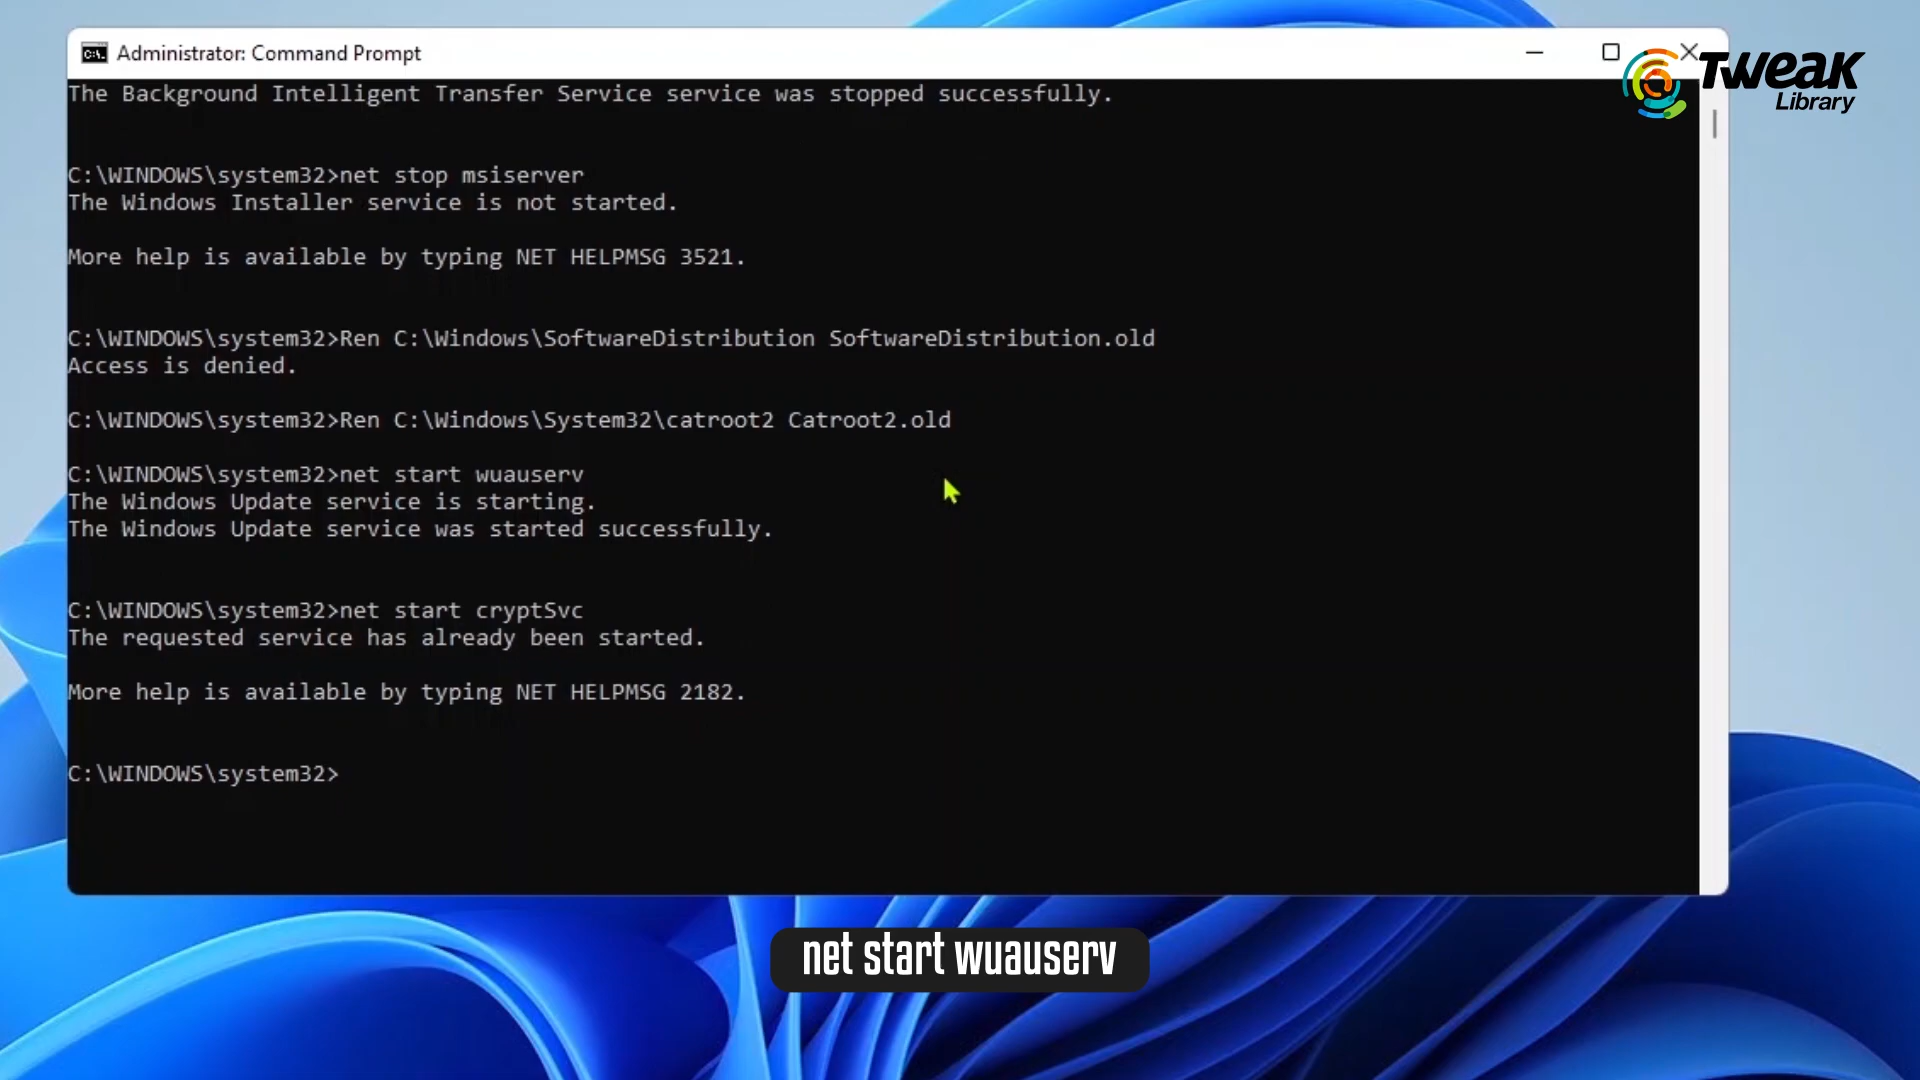 Administrator: Command Prompt
TWEAK
Library
The Background Intelligent Transfer Service service was stopped successfully.
C:\WINDOWS\system32>net stop msiserver
The Windows Installer service is not started.
More help is available by typing NET HELPMSG 3521.
C:\WINDOWS\system32>Ren C:\Windows\SoftwareDistribution SoftwareDistribution.old
Access is denied.
C:\WINDOWS\system32>Ren C:\Windows\System32\catroot2 Catroot2.old
C:\WINDOWS\system32>net start wuauserv
The Windows Update service is starting.
The Windows Update service was started successfully.
C:\WINDOWS\system32>net start cryptSvc
The requested service has already been started.
More help is available by typing NET HELPMSG 2182.
C:\WINDOWS\system32>
net start wuauserv